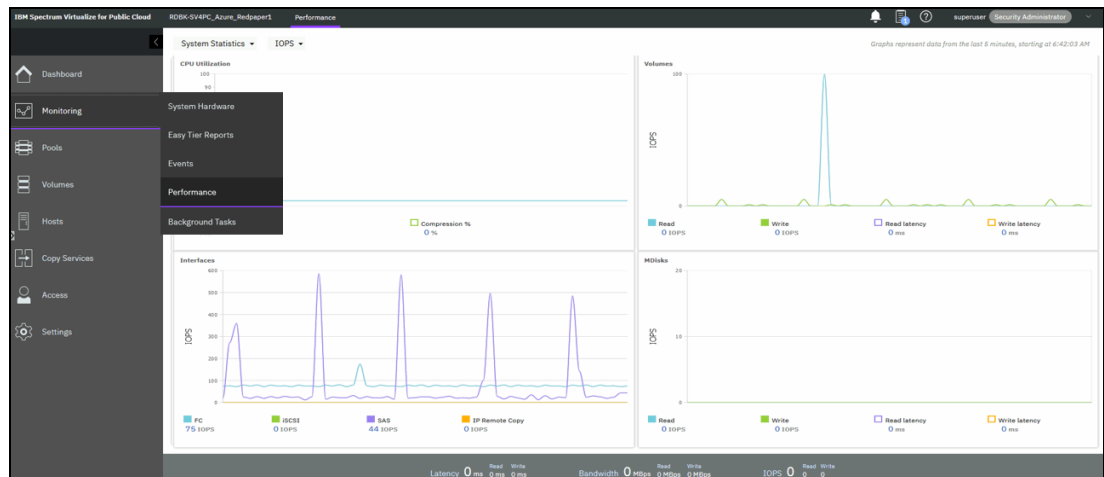 IBM Spectrum Virtualize for Public Cloud RDBK-SV4PC_Azure_Redpaper1 Performance superuser Security Administrator
System Statistics IOPS Graphs represent data from the last 5 minutes, starting at 6:42:03 AM
Dashboard
Monitoring
Pools
Volumes
Hosts
Copy Services
Access
Settings
System Hardware
Easy Tier Reports
Events
Performance
Background Tasks
CPU Utilization
100
90
Compression %
0 %
Volumes
100
IOPS
0
Read Write Read latency Write latency
0 IOPS 0 IOPS 0 ms 0 ms
Interfaces
600
500
400
300
200
100
0
IOPS
FC iSCSI SAS IP Remote Copy
75 IOPS 0 IOPS 44 IOPS 0 IOPS
MDisks
20
10
0
IOPS
Read Write Read latency Write latency
0 IOPS 0 IOPS 0 ms 0 ms
Latency 0 ms Read 0 ms Write 0 ms Bandwidth 0 MBps Read 0 MBps Write 0 MBps IOPS 0 Read 0 Write 0